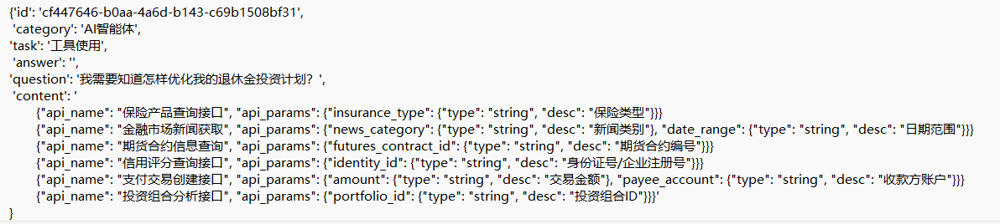 {'id': 'cf447646-b0aa-4a6d-b143-c69b1508bf31',
'category': 'AI智能体',
'task': '工具使用',
'answer': '',
'question': '我需要知道怎样优化我的退休金投资计划？',
'content': '
{"api_name": "保险产品查询接口", "api_params": {"insurance_type": {"type": "string", "desc": "保险类型"}}}
{"api_name": "金融市场新闻获取", "api_params": {"news_category": {"type": "string", "desc": "新闻类别"}, "date_range": {"type": "string", "desc": "日期范围"}}}
{"api_name": "期货合约信息查询", "api_params": {"futures_contract_id": {"type": "string", "desc": "期货合约编号"}}}
{"api_name": "信用评分查询接口", "api_params": {"identity_id": {"type": "string", "desc": "身份证号/企业注册号"}}}
{"api_name": "支付交易创建接口", "api_params": {"amount": {"type": "string", "desc": "交易金额"}, "payee_account": {"type": "string", "desc": "收款方账户"}}}
{"api_name": "投资组合分析接口", "api_params": {"portfolio_id": {"type": "string", "desc": "投资组合ID"}}}'
}